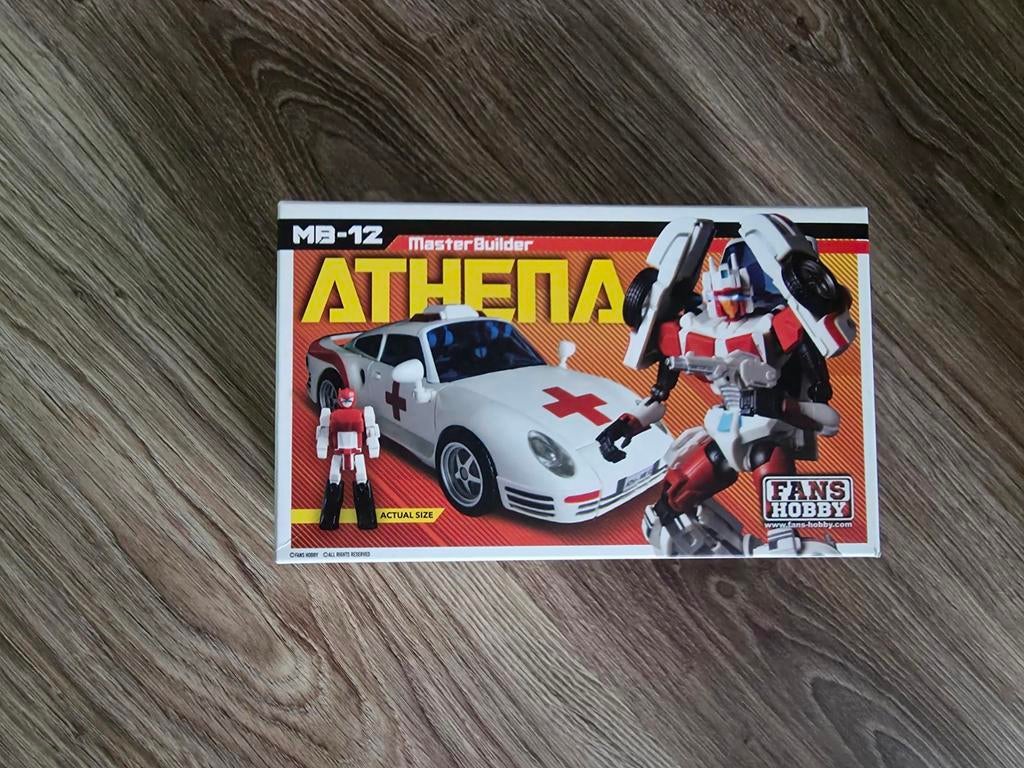 MB-12
MasterBuilder
ATHENA
ACTUAL SIZE
FANS
HOBBY
www.fans-hobby.com
©FANS HOBBY ©ALL RIGHTS RESERVED